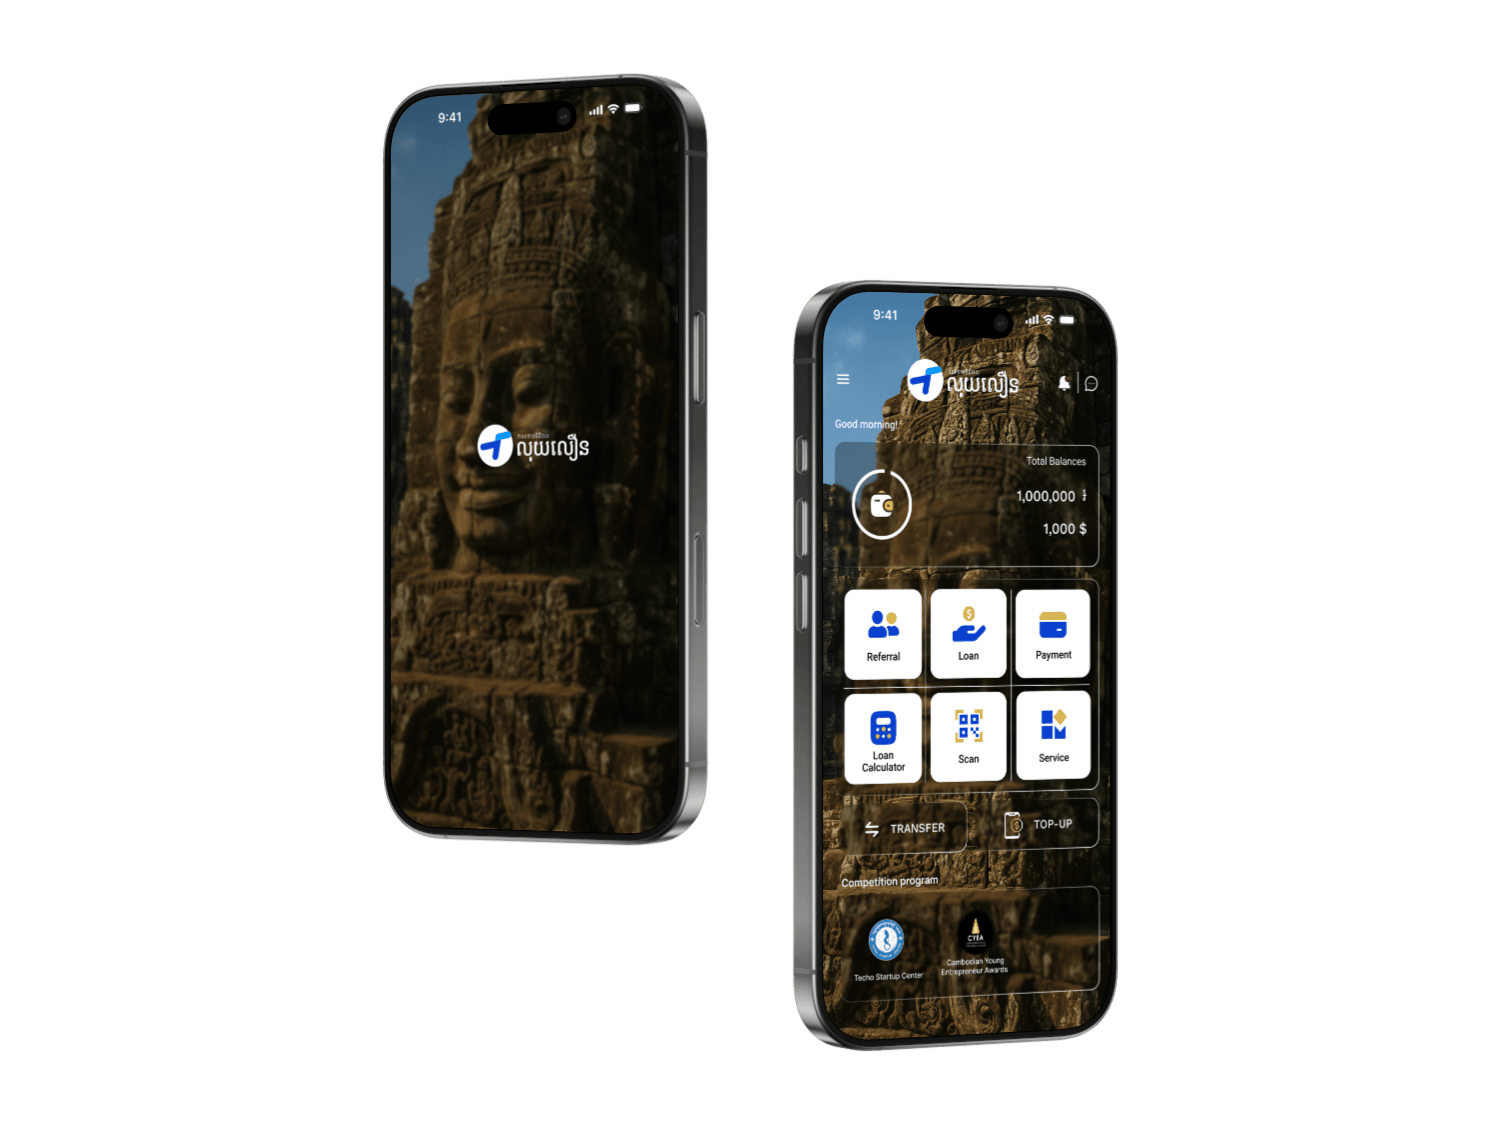 9:41
លុយលឿន
9:41
លុយលឿន
Good morning!
Total Balances
1,000,000 ៛
1,000 $
Referral
Loan
Payment
Loan
Calculator
Scan
Service
TRANSFER
TOP-UP
Competition program
CYEA
Techo Startup Center
Cambodian Young
Entrepreneur Awards